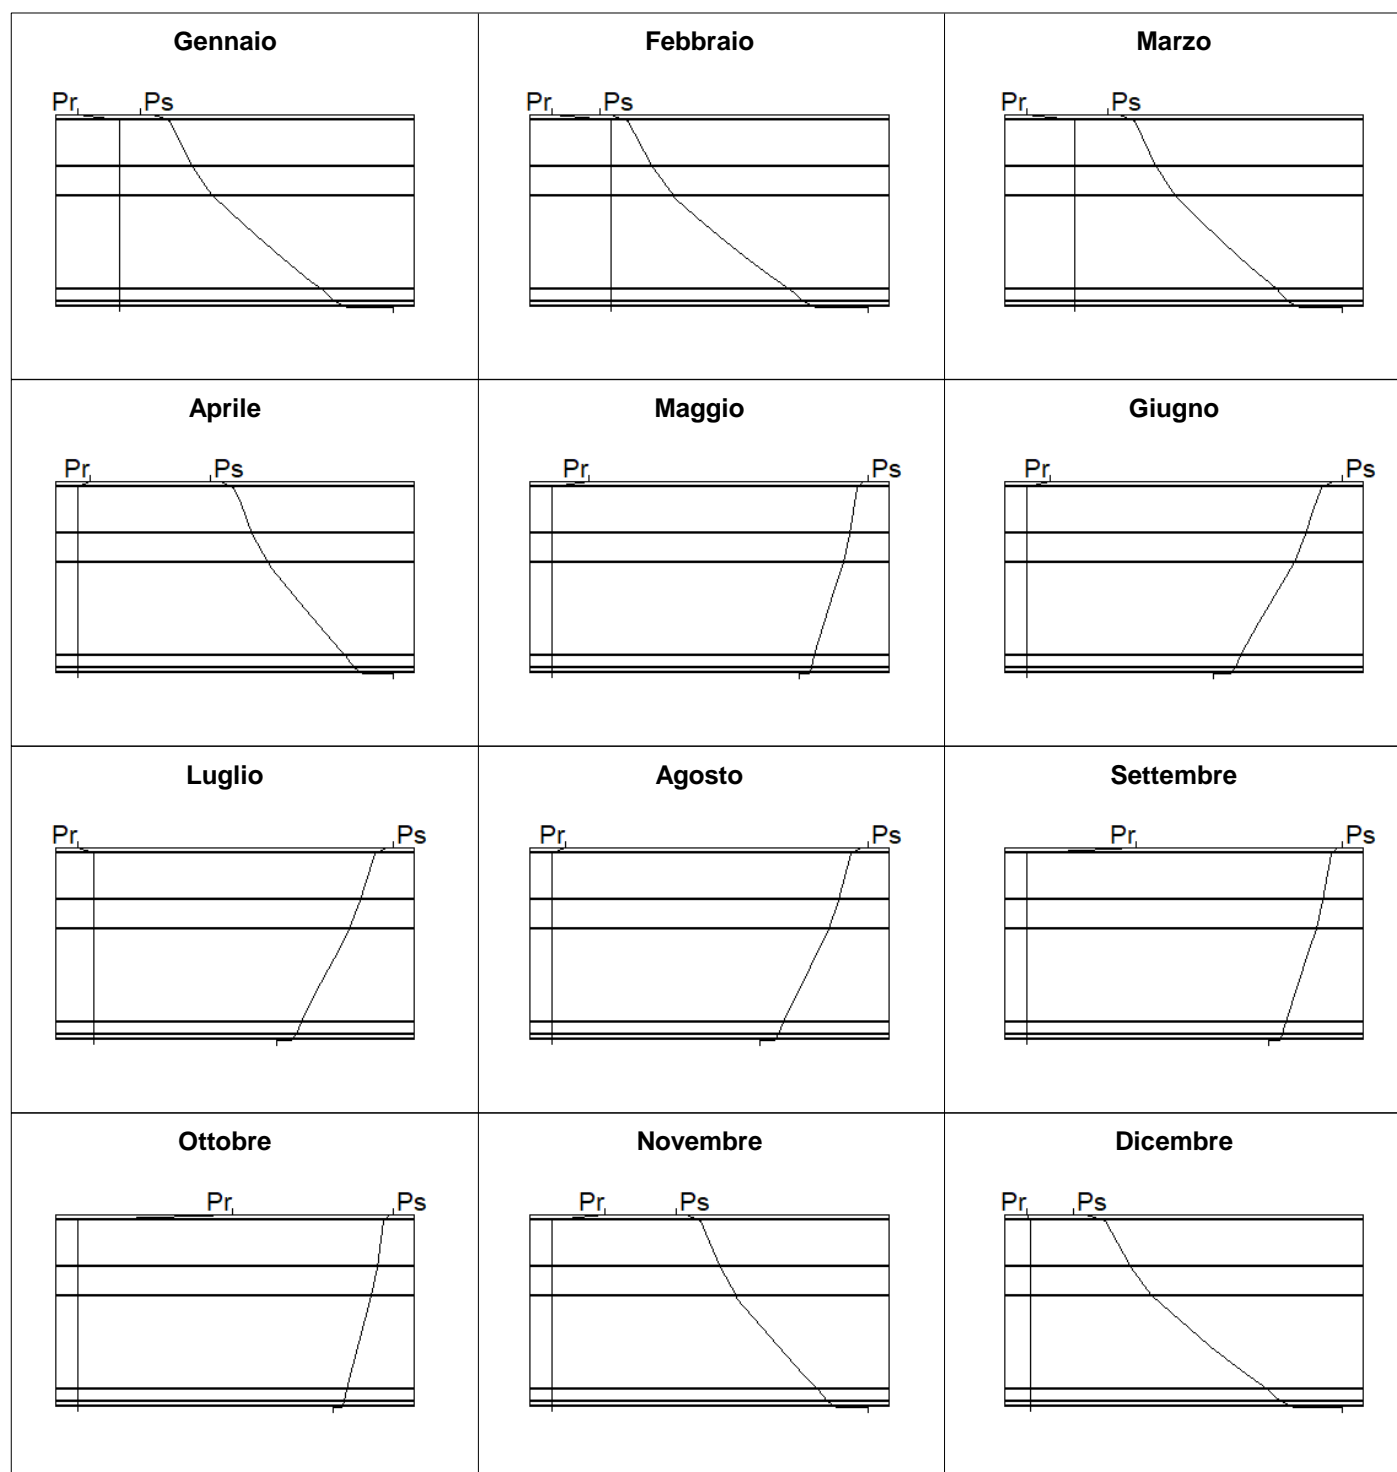 Gennaio
Febbraio
Marzo
Pr Ps
Pr Ps
Pr Ps
Aprile
Maggio
Giugno
Pr Ps
Pr Ps
Pr Ps
Luglio
Agosto
Settembre
Pr Ps
Pr Ps
Pr Ps
Ottobre
Novembre
Dicembre
Pr Ps
Pr Ps
Pr Ps